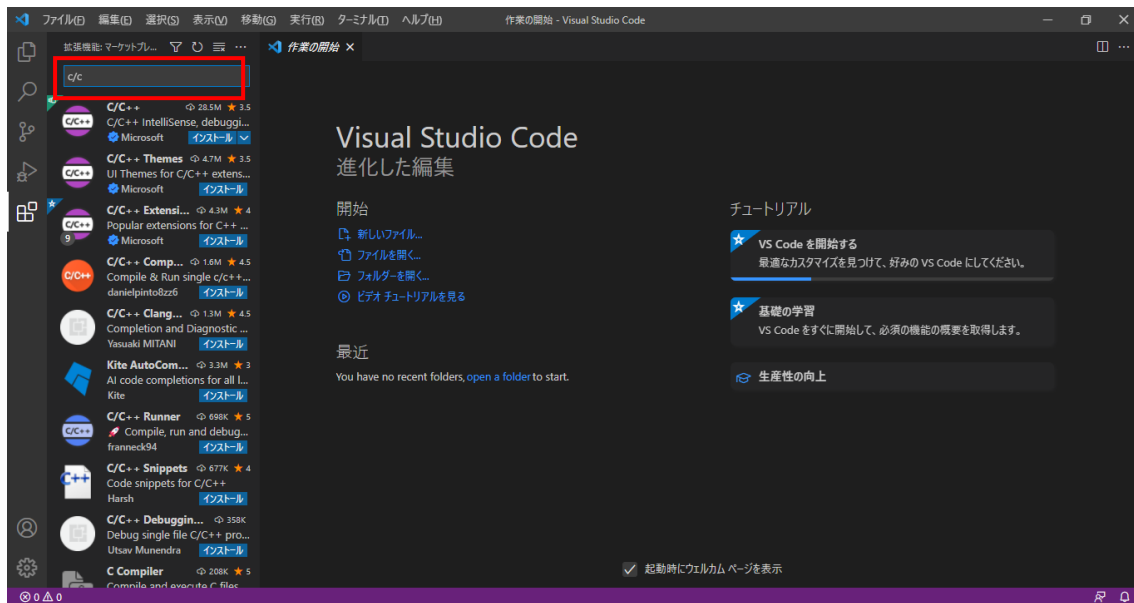 ファイル(F) 編集(E) 選択(S) 表示(V) 移動(G) 実行(R) ターミナル(T) ヘルプ(H) 作業の開始 - Visual Studio Code
拡張機能: マーケットプレ...
作業の開始
c/c
C/C++ 28.5M 3.5
C/C++ IntelliSense, debuggi...
Microsoft インストール
C/C++ Themes 4.7M 3.5
UI Themes for C/C++ extens...
Microsoft インストール
C/C++ Extensi... 4.3M 4
Popular extensions for C++ ...
9 Microsoft インストール
C/C++ Comp... 1.6M 4.5
Compile & Run single c/c++...
danielpinto8zz6 インストール
C/C++ Clang... 1.3M 4.5
Completion and Diagnostic ...
Yasuaki MITANI インストール
Kite AutoCom... 3.3M 3
AI code completions for all l...
Kite インストール
C/C++ Runner 698K 5
Compile, run and debug...
franneck94 インストール
C/C++ Snippets 677K 4
Code snippets for C/C++
Harsh インストール
C/C++ Debuggin... 358K
Debug single file C/C++ pro...
Utsav Munendra インストール
C Compiler 208K 5
Compile and execute C files
C/C++
C/C++
C/C++
C/C++
C/C++
C++
Visual Studio Code
進化した編集
開始
新しいファイル...
ファイルを開く...
フォルダーを開く...
ビデオ チュートリアルを見る
最近
You have no recent folders, open a folder to start.
チュートリアル
VS Code を開始する
最適なカスタマイズを見つけて、好みの VS Code にしてください。
基礎の学習
VS Code をすぐに開始して、必須の機能の概要を取得します。
生産性の向上
起動時にウェルカム ページを表示
0 0